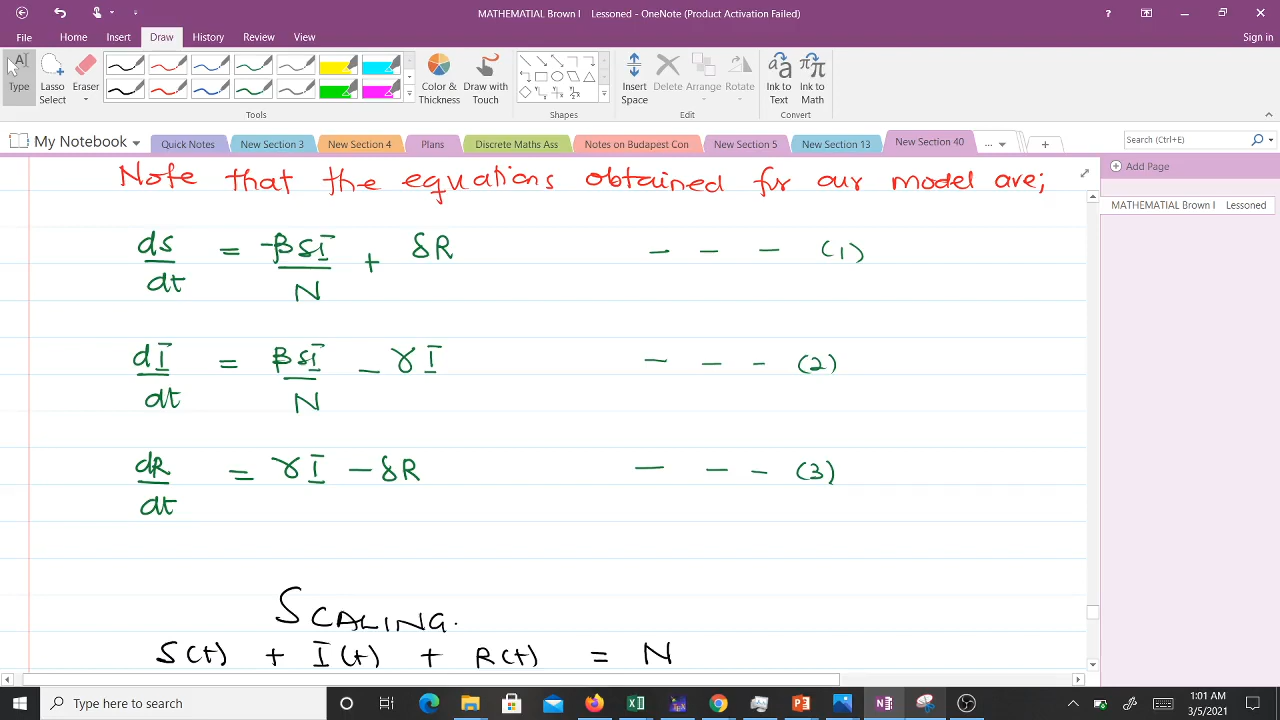 MATHEMATIAL Brown I    Lessoned - OneNote (Product Activation Failed)
File Home Insert Draw History Review View Sign in
Type Lasso Select Eraser Color & Thickness Draw with Touch Insert Space Delete Arrange Rotate Ink to Text Ink to Math
Tools Shapes Edit Convert
My Notebook Quick Notes New Section 3 New Section 4 Plans Discrete Maths Ass Notes on Budapest Con New Section 5 New Section 13 New Section 40 ... Search (Ctrl+E)
Add Page
MATHEMATIAL Brown I    Lessoned
Note that the equations obtained for our model are;
dS/dt = -βSI/N + δR - - - (1)
dI/dt = βSI/N - γI - - - (2)
dR/dt = γI - δR - - - (3)
SCALING.
S(t) + I(t) + R(t) = N
Type here to search
1:01 AM
3/5/2021